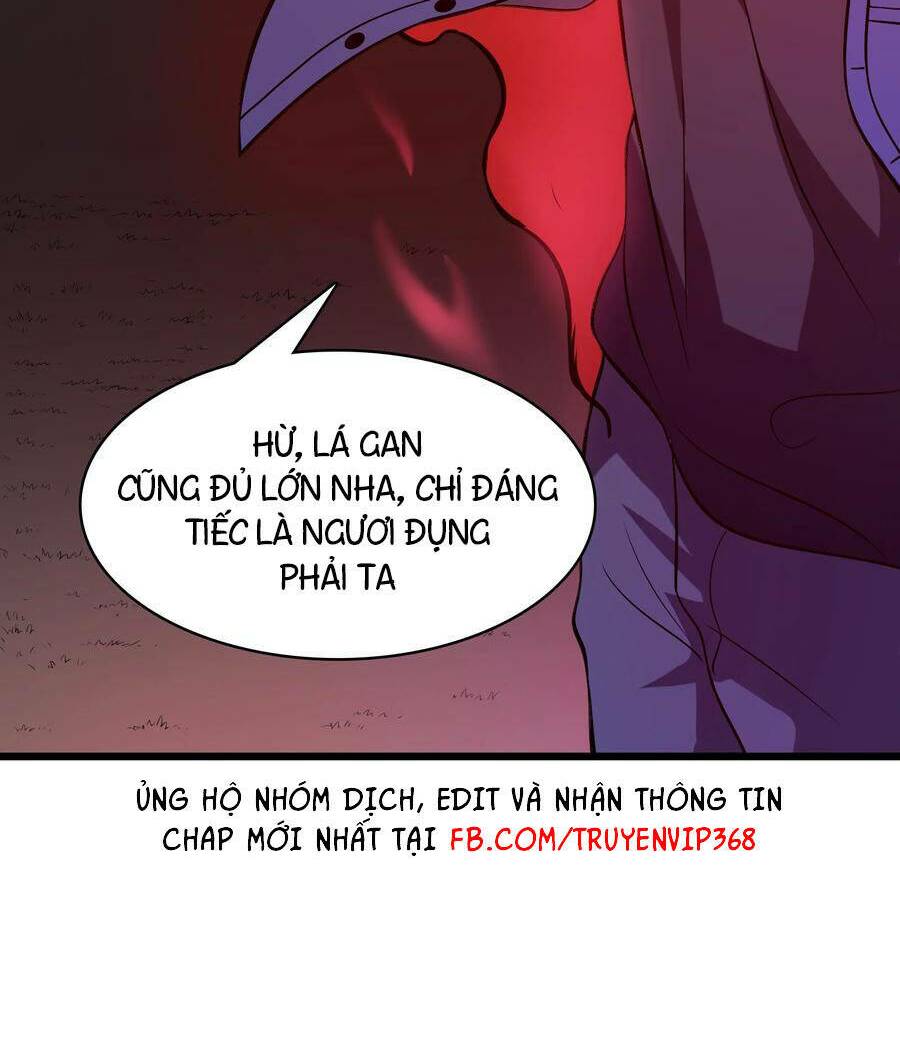 HỪ, LÁ GAN
CŨNG ĐỦ LỚN NHA, CHỈ ĐÁNG
TIẾC LÀ NGƯƠI ĐỤNG
PHẢI TA
ỦNG HỘ NHÓM DỊCH, EDIT VÀ NHẬN THÔNG TIN
CHAP MỚI NHẤT TẠI FB.COM/TRUYENVIP368